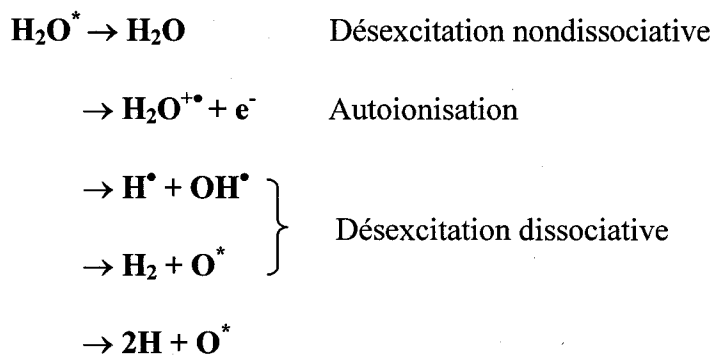 H₂O* → H₂O Désexcitation nondissociative
→ H₂O⁺• + e⁻ Autoionisation
→ H• + OH•
Désexcitation dissociative
→ H₂ + O*
→ 2H + O*